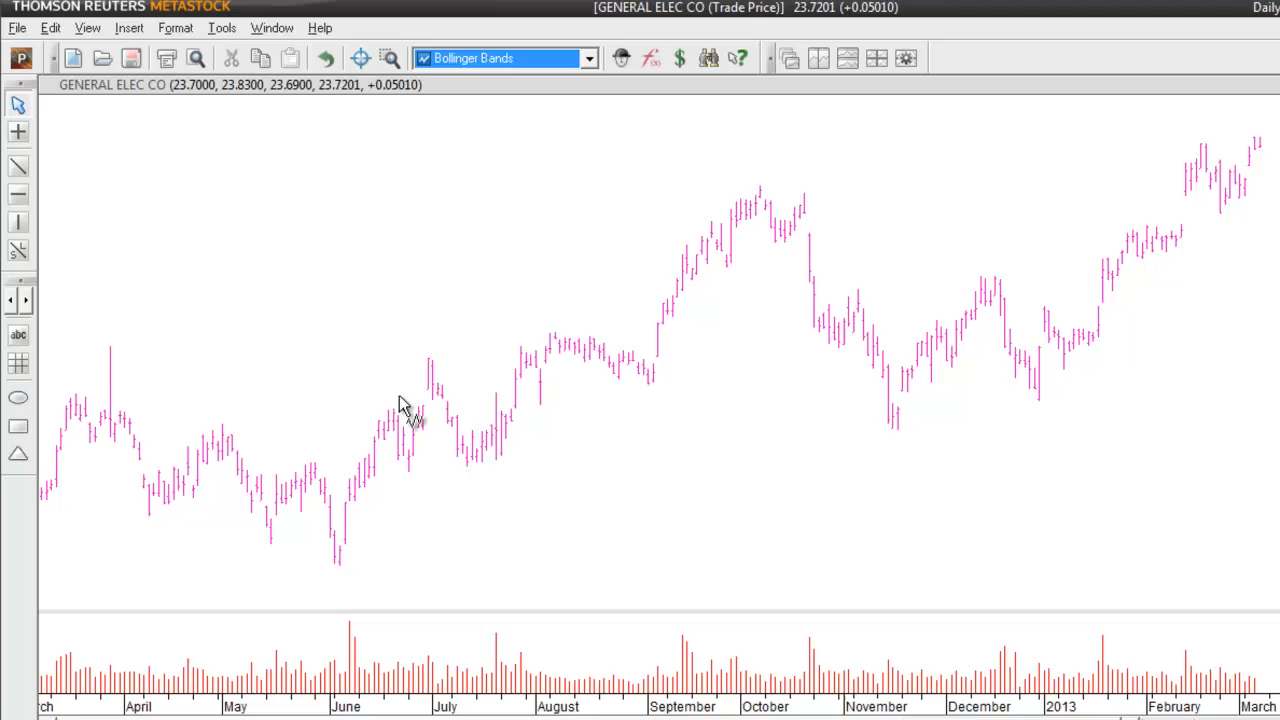 THOMSON REUTERS METASTOCK
[GENERAL ELEC CO (Trade Price)] 23.7201 (+0.05010)
Daily
File Edit View Insert Format Tools Window Help
P Bollinger Bands $ ?
GENERAL ELEC CO (23.7000, 23.8300, 23.6900, 23.7201, +0.05010)
abc
rch April May June July August September October November December 2013 February March